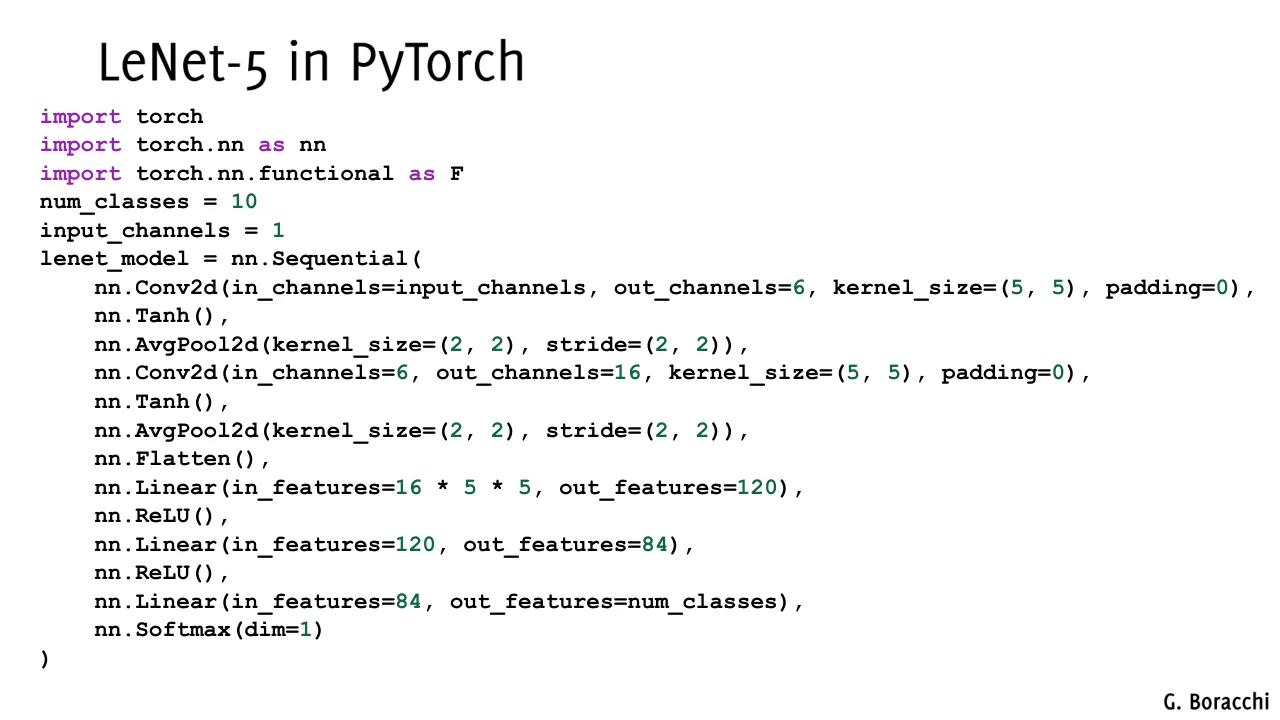 LeNet-5 in PyTorch
import torch
import torch.nn as nn
import torch.nn.functional as F
num_classes = 10
input_channels = 1
lenet_model = nn.Sequential(
    nn.Conv2d(in_channels=input_channels, out_channels=6, kernel_size=(5, 5), padding=0),
    nn.Tanh(),
    nn.AvgPool2d(kernel_size=(2, 2), stride=(2, 2)),
    nn.Conv2d(in_channels=6, out_channels=16, kernel_size=(5, 5), padding=0),
    nn.Tanh(),
    nn.AvgPool2d(kernel_size=(2, 2), stride=(2, 2)),
    nn.Flatten(),
    nn.Linear(in_features=16 * 5 * 5, out_features=120),
    nn.ReLU(),
    nn.Linear(in_features=120, out_features=84),
    nn.ReLU(),
    nn.Linear(in_features=84, out_features=num_classes),
    nn.Softmax(dim=1)
)
G. Boracchi